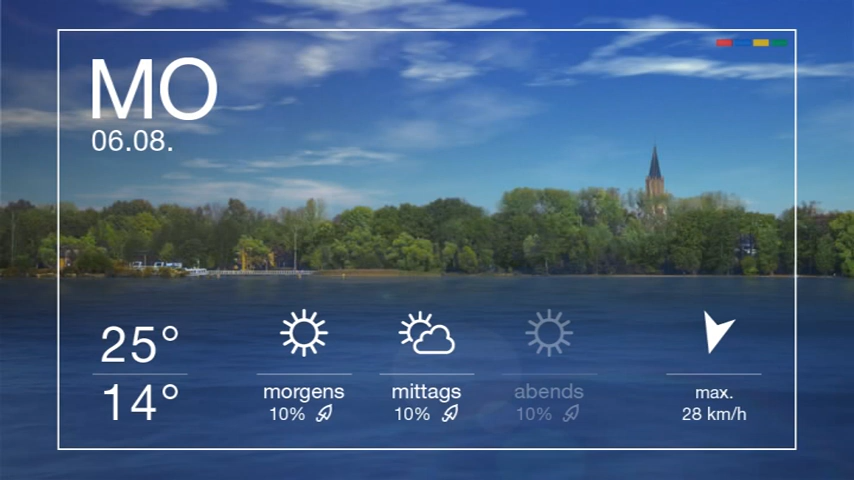 MO
06.08.
25°
14°
morgens
10%
mittags
10%
abends
10%
max.
28 km/h